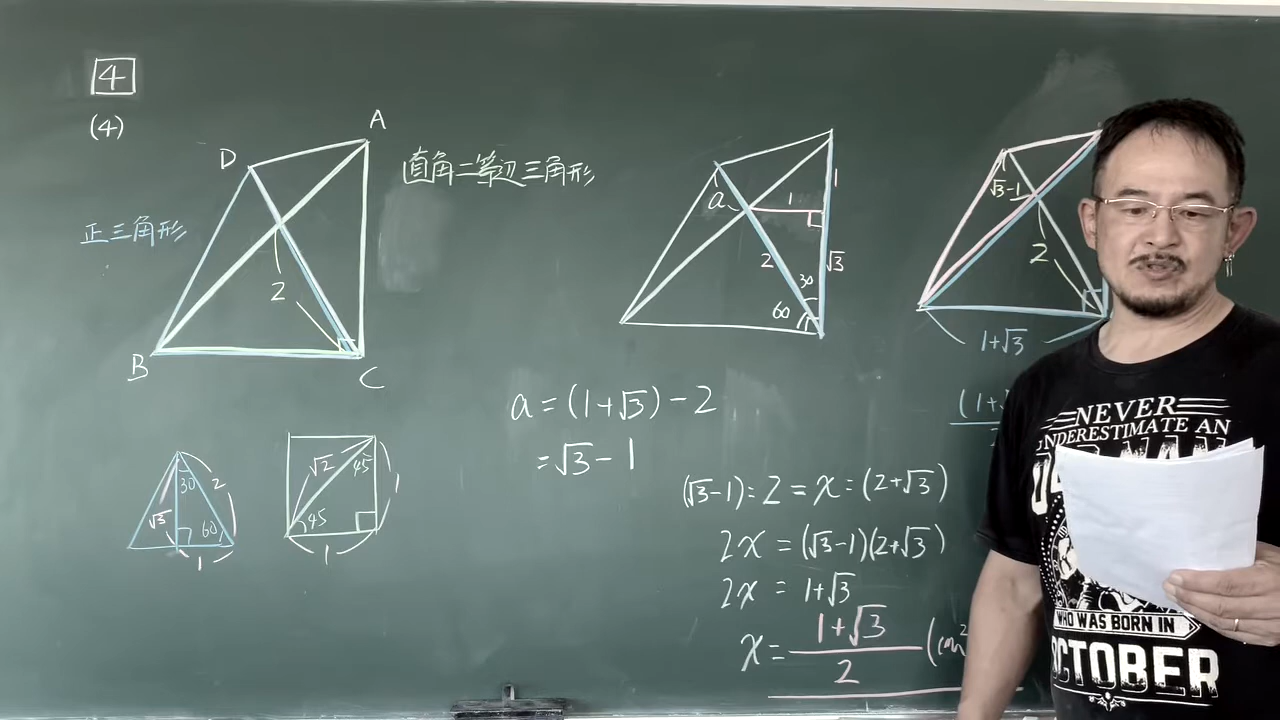 4
(4)
A
D
直角二等辺三角形
正三角形
2
B
C
√3
30
2
60
1
√2
45
45
1
1
a
1
1
2
√3
30
60
a=(1+√3)-2
=√3-1
√3-1
2
1+√3
(√3-1):2=x:(2+√3)
2x=(√3-1)(2+√3)
2x=1+√3
x=1+√3/2(cm²
NEVER
UNDERESTIMATE AN
WHO WAS BORN IN
OCTOBER